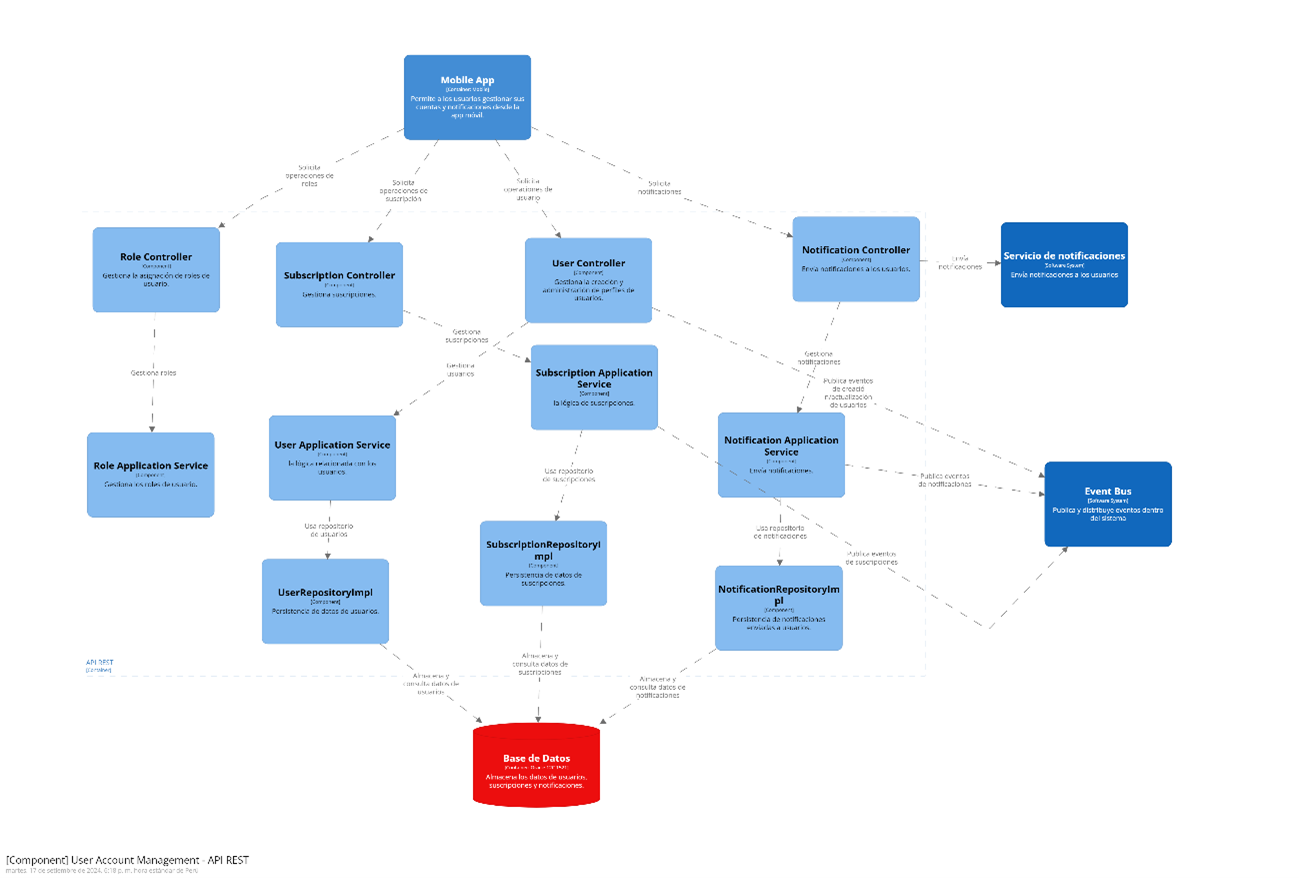 Mobile App
[Container: Mobile]
Permite a los usuarios gestionar sus
cuentas y notificaciones desde la
app móvil.
Solicita
operaciones de
roles
Solicita
operaciones de
suscripción
Solicita
operaciones de
usuario
Solicita
notificaciones
Role Controller
[Component]
Gestiona la asignación de roles de
usuario.
Subscription Controller
[Component]
Gestiona suscripciones.
User Controller
[Component]
Gestiona la creación y
administración de perfiles de
usuarios.
Notification Controller
[Component]
Envía notificaciones a los usuarios.
Envía
notificaciones
Servicio de notificaciones
[Software System]
Envía notificaciones a los usuarios
Gestiona roles
Gestiona
suscripciones
Gestiona
usuarios
Gestiona
notificaciones
Publica eventos
de creació
n/actualización
de usuarios
Subscription Application
Service
[Component]
la lógica de suscripciones.
Role Application Service
[Component]
Gestiona los roles de usuario.
User Application Service
[Component]
la lógica relacionada con los
usuarios.
Notification Application
Service
[Component]
Envía notificaciones.
Publica eventos
de notificaciones
Event Bus
[Software System]
Publica y distribuye eventos dentro
del sistema
Usa repositorio
de usuarios
Usa repositorio
de suscripciones
Usa repositorio
de notificaciones
Publica eventos
de suscripciones
UserRepositoryImpl
[Component]
Persistencia de datos de usuarios.
SubscriptionRepositoryI
mpl
[Component]
Persistencia de datos de
suscripciones.
NotificationRepositoryIm
pl
[Component]
Persistencia de notificaciones
enviadas a usuarios.
API REST
[Container]
Almacena y
consulta datos de
usuarios
Almacena y
consulta datos de
suscripciones
Almacena y
consulta datos de
notificaciones
Base de Datos
Almacena los datos de usuarios,
suscripciones y notificaciones.
[Component] User Account Management - API REST
martes, 17 de setiembre de 2024, 6:18 p. m. hora estándar de Perú